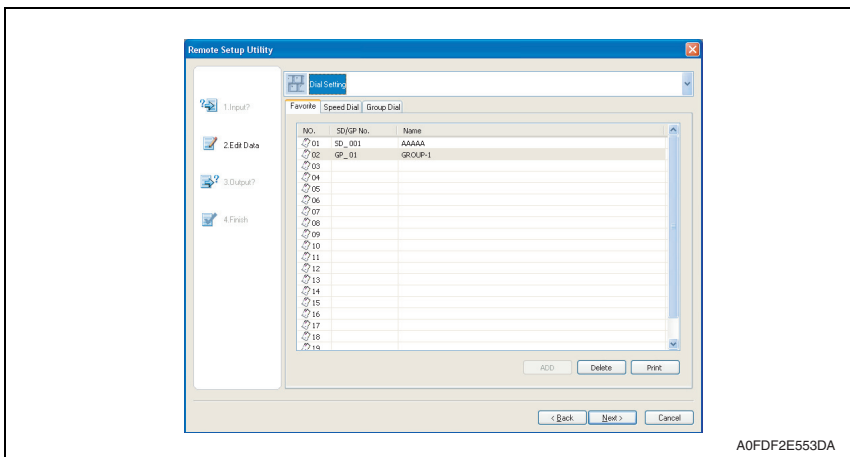 Remote Setup Utility
Dial Setting
1.Input?
2.Edit Data
3.Output?
4.Finish
Favorite Speed Dial Group Dial
NO. SD/GP No. Name
01 SD_001 AAAAA
02 GP_01 GROUP-1
03
04
05
06
07
08
09
10
11
12
13
14
15
16
17
18
19
ADD Delete Print
< Back Next > Cancel
A0FDF2E553DA